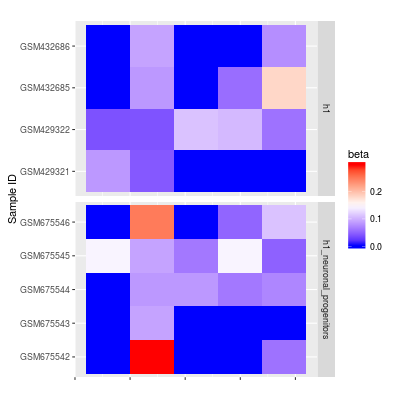 GSM432686
GSM432685
GSM429322
GSM429321
h1
GSM675546
GSM675545
GSM675544
GSM675543
GSM675542
h1_neuronal_progenitors
Sample ID
beta
0.2
0.1
0.0